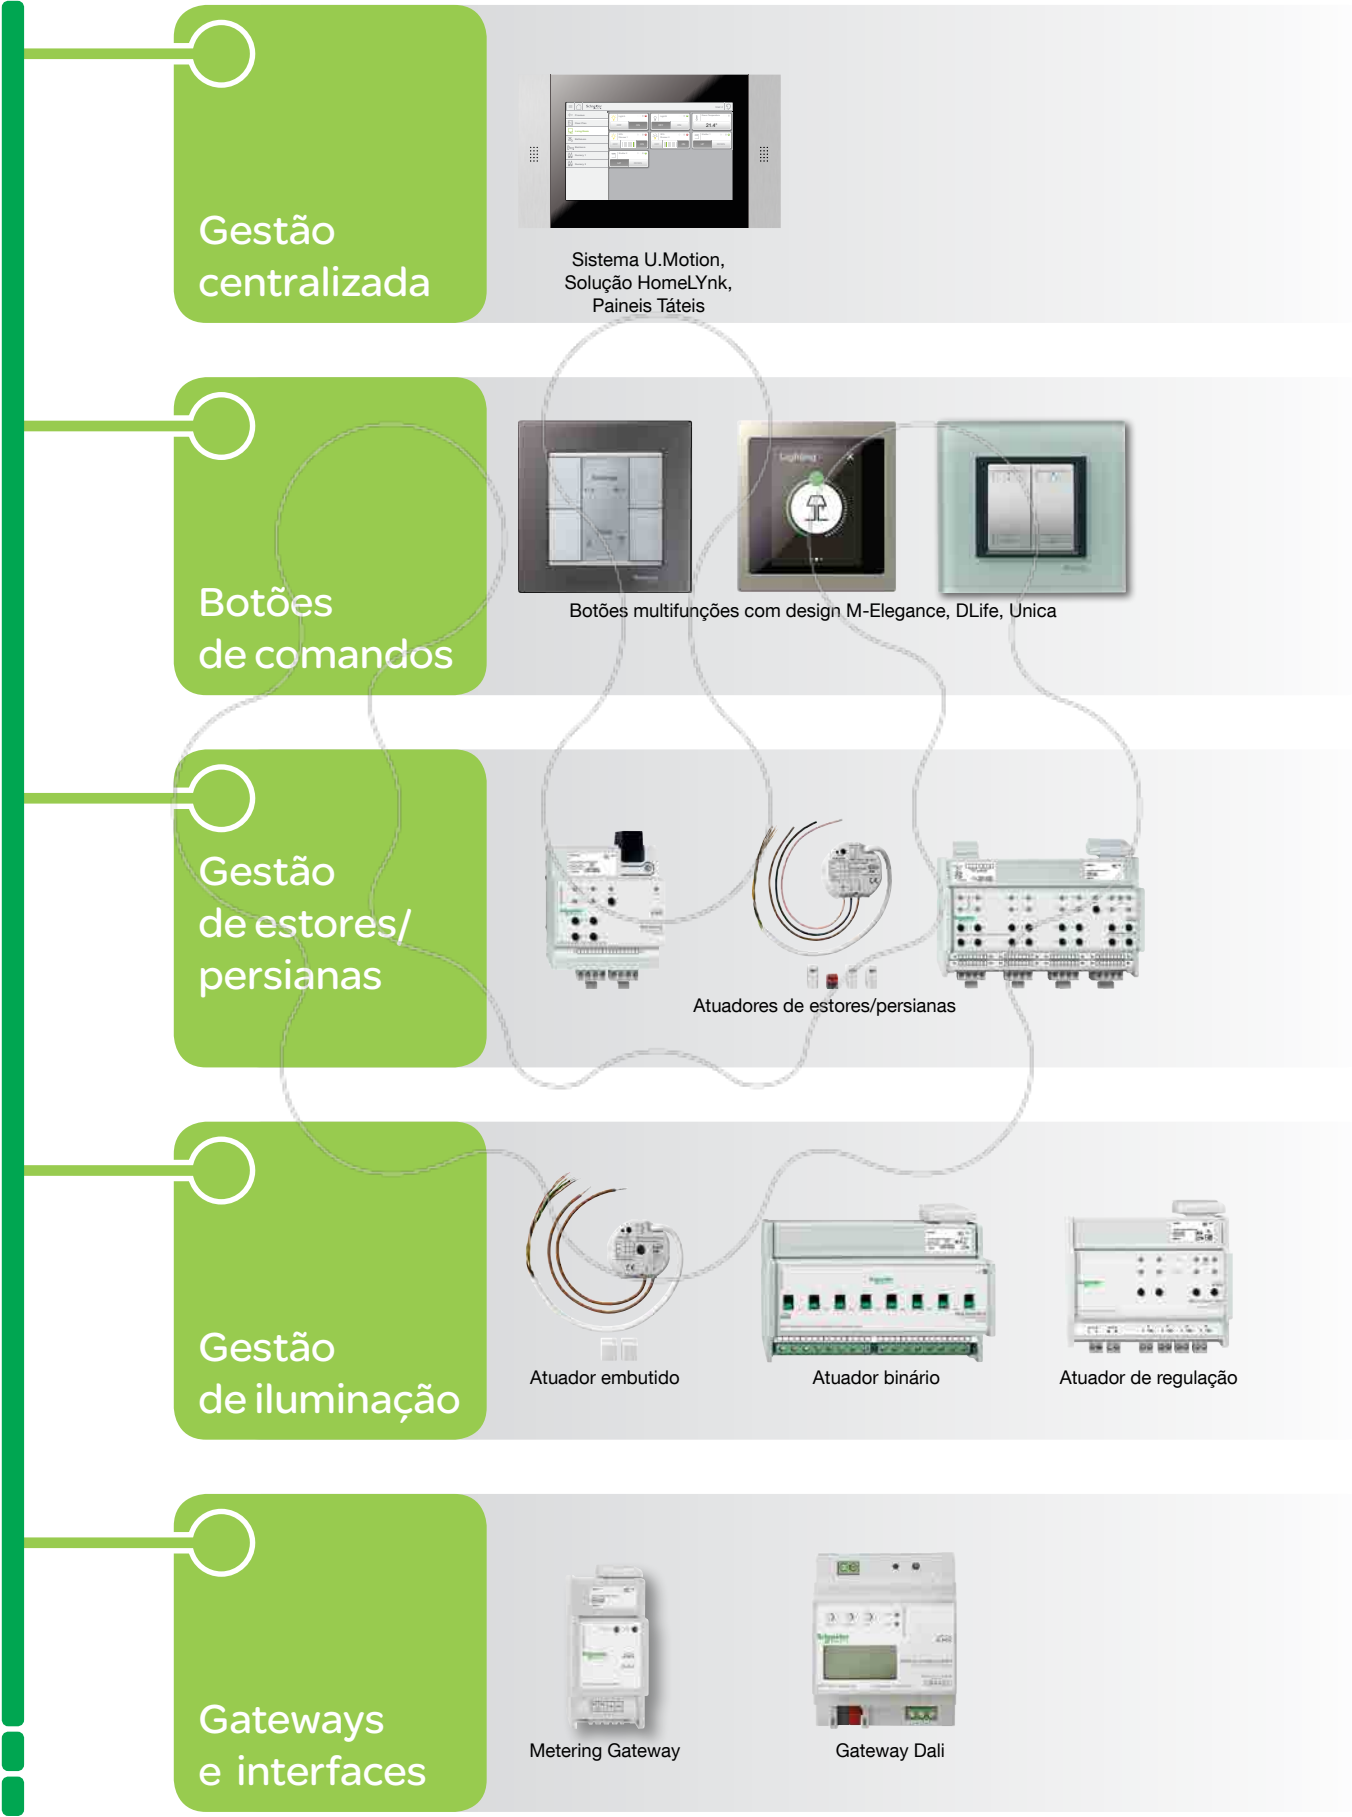 Gestão
centralizada
Sistema U.Motion,
Solução HomeLYnk,
Paineis Táteis
Botões
de comandos
Lighting
Botões multifunções com design M-Elegance, DLife, Unica
Gestão
de estores/
persianas
Atuadores de estores/persianas
Gestão
de iluminação
Atuador embutido
Atuador binário
Atuador de regulação
Gateways
e interfaces
Metering Gateway
Gateway Dali